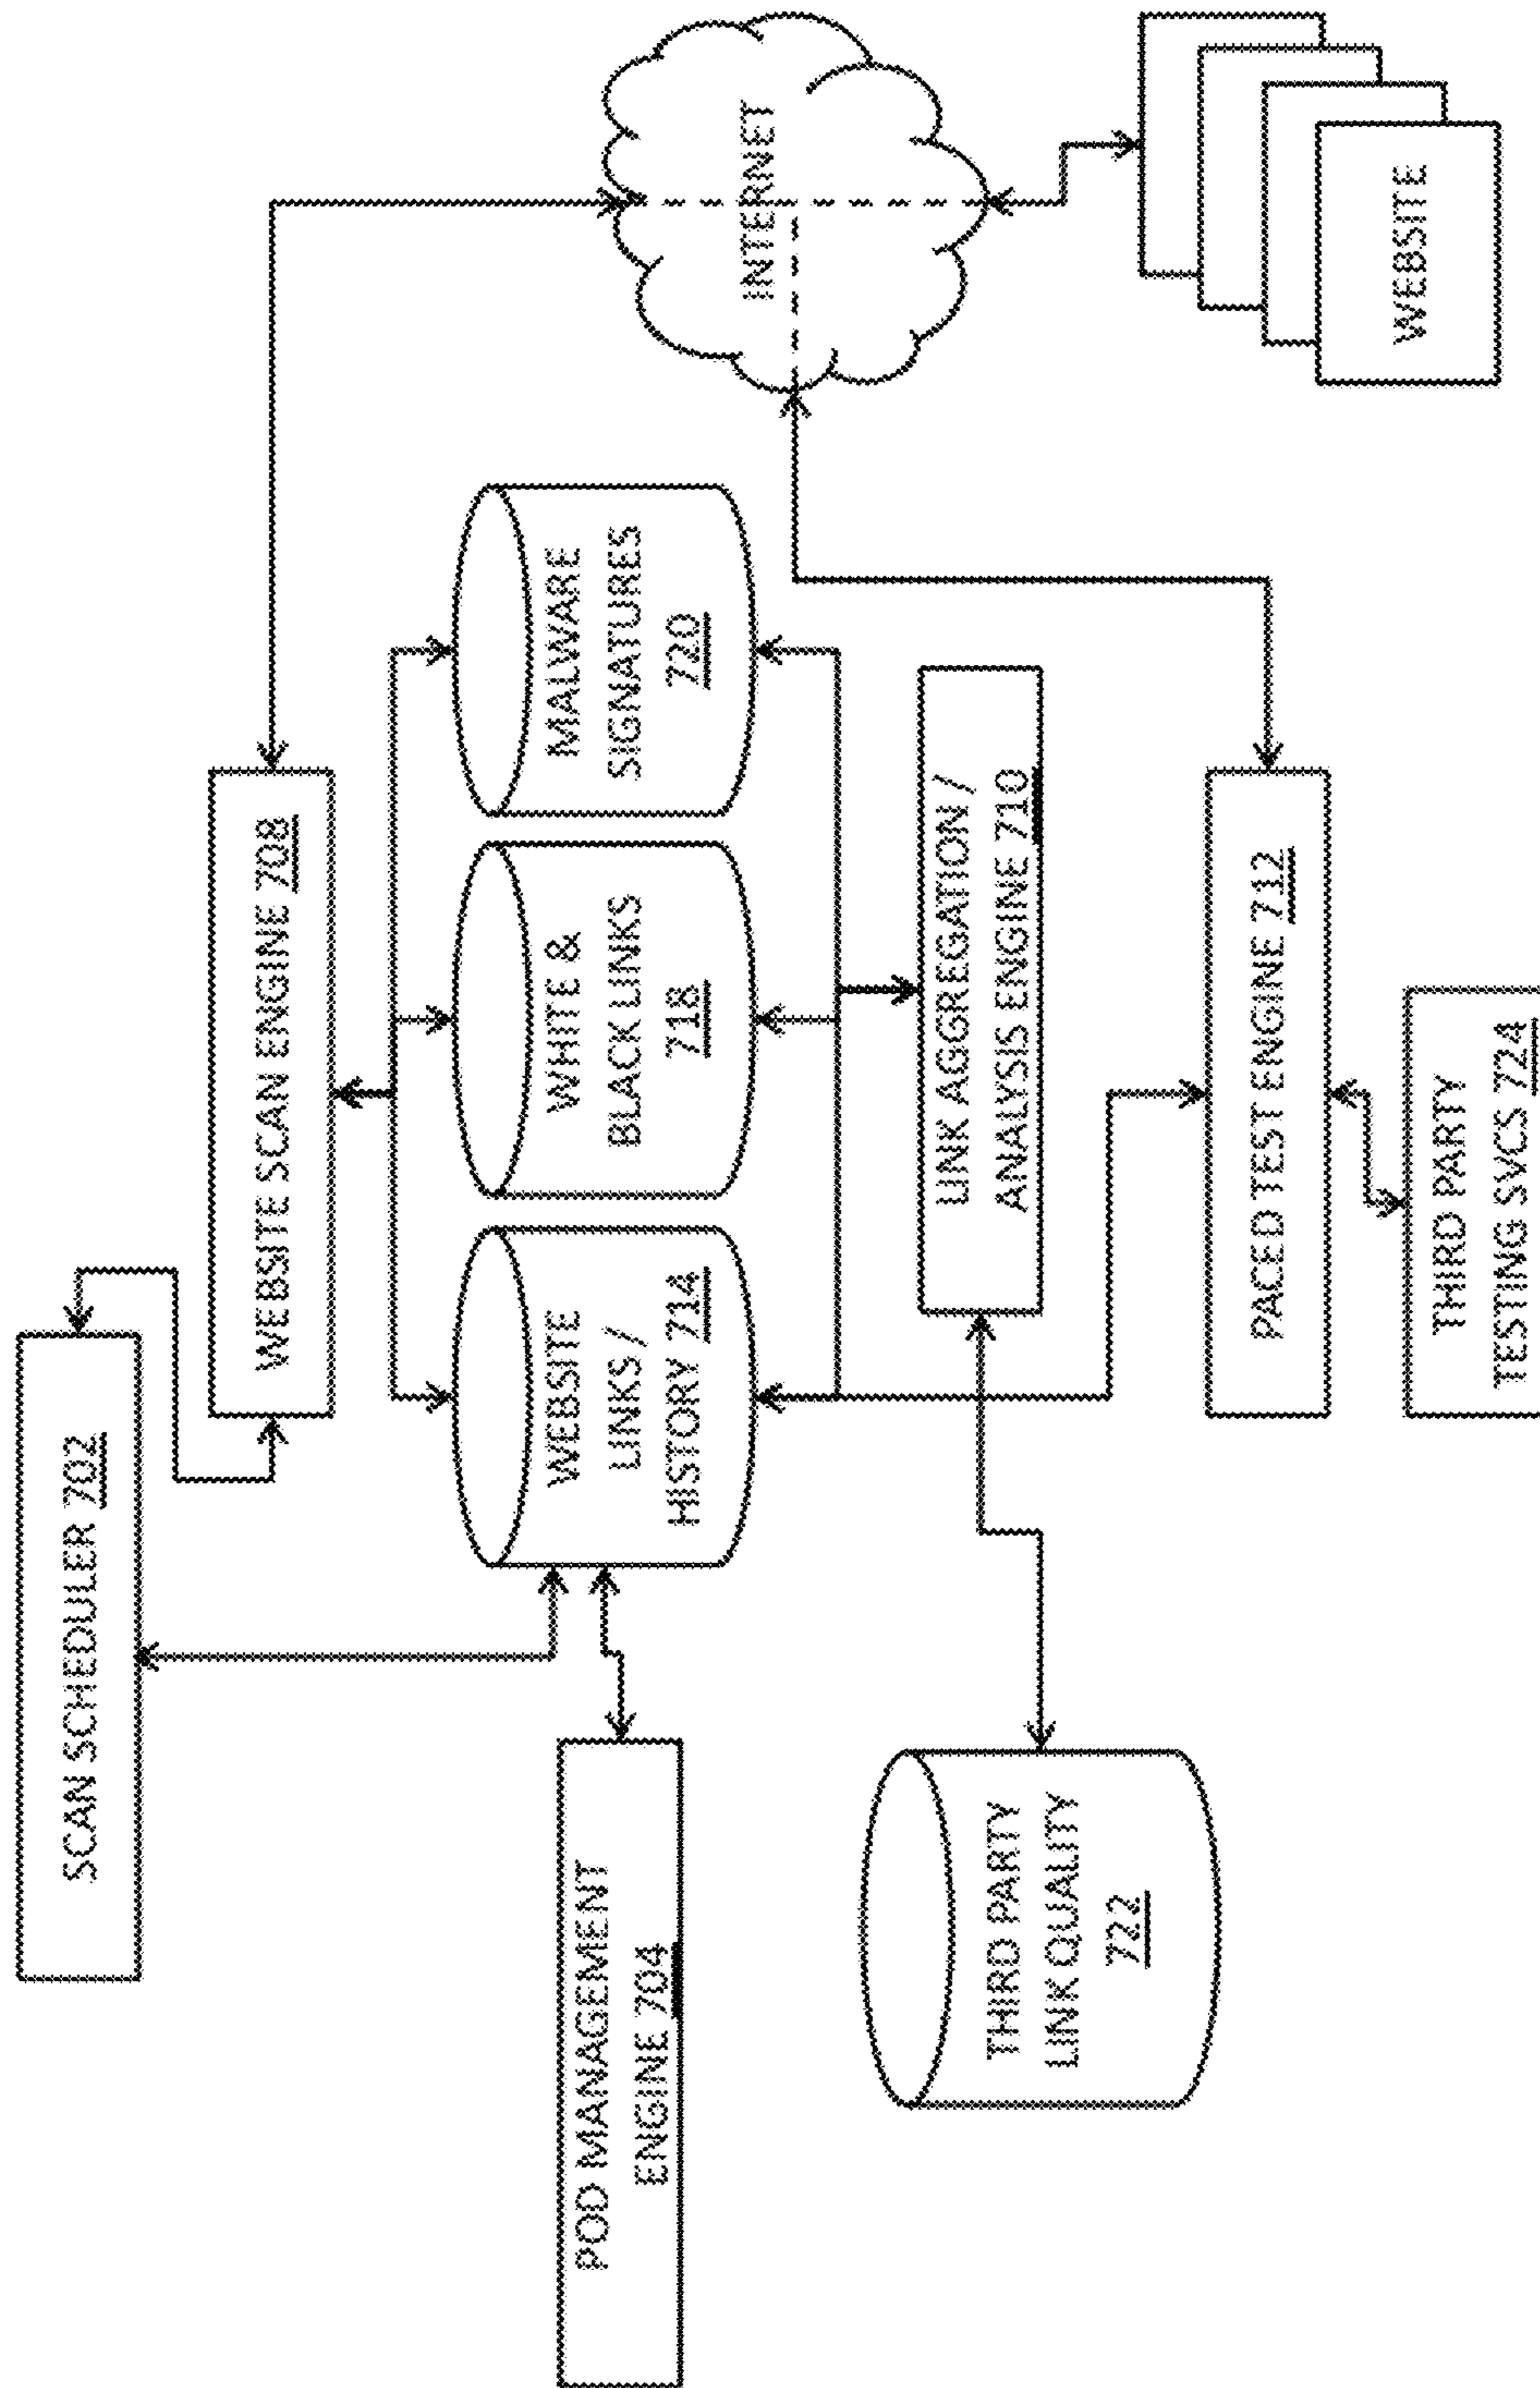 SCAN SCHEDULER 702
WEBSITE SCAN ENGINE 708
POD MANAGEMENT
ENGINE 704
WEBSITE
LINKS /
HISTORY 714
WHITE &
BLACK LINKS
718
MALWARE
SIGNATURES
720
INTERNET
THIRD PARTY
LINK QUALITY
722
LINK AGGREGATION /
ANALYSIS ENGINE 710
PACED TEST ENGINE 712
THIRD PARTY
TESTING SVCS 724
WEBSITE